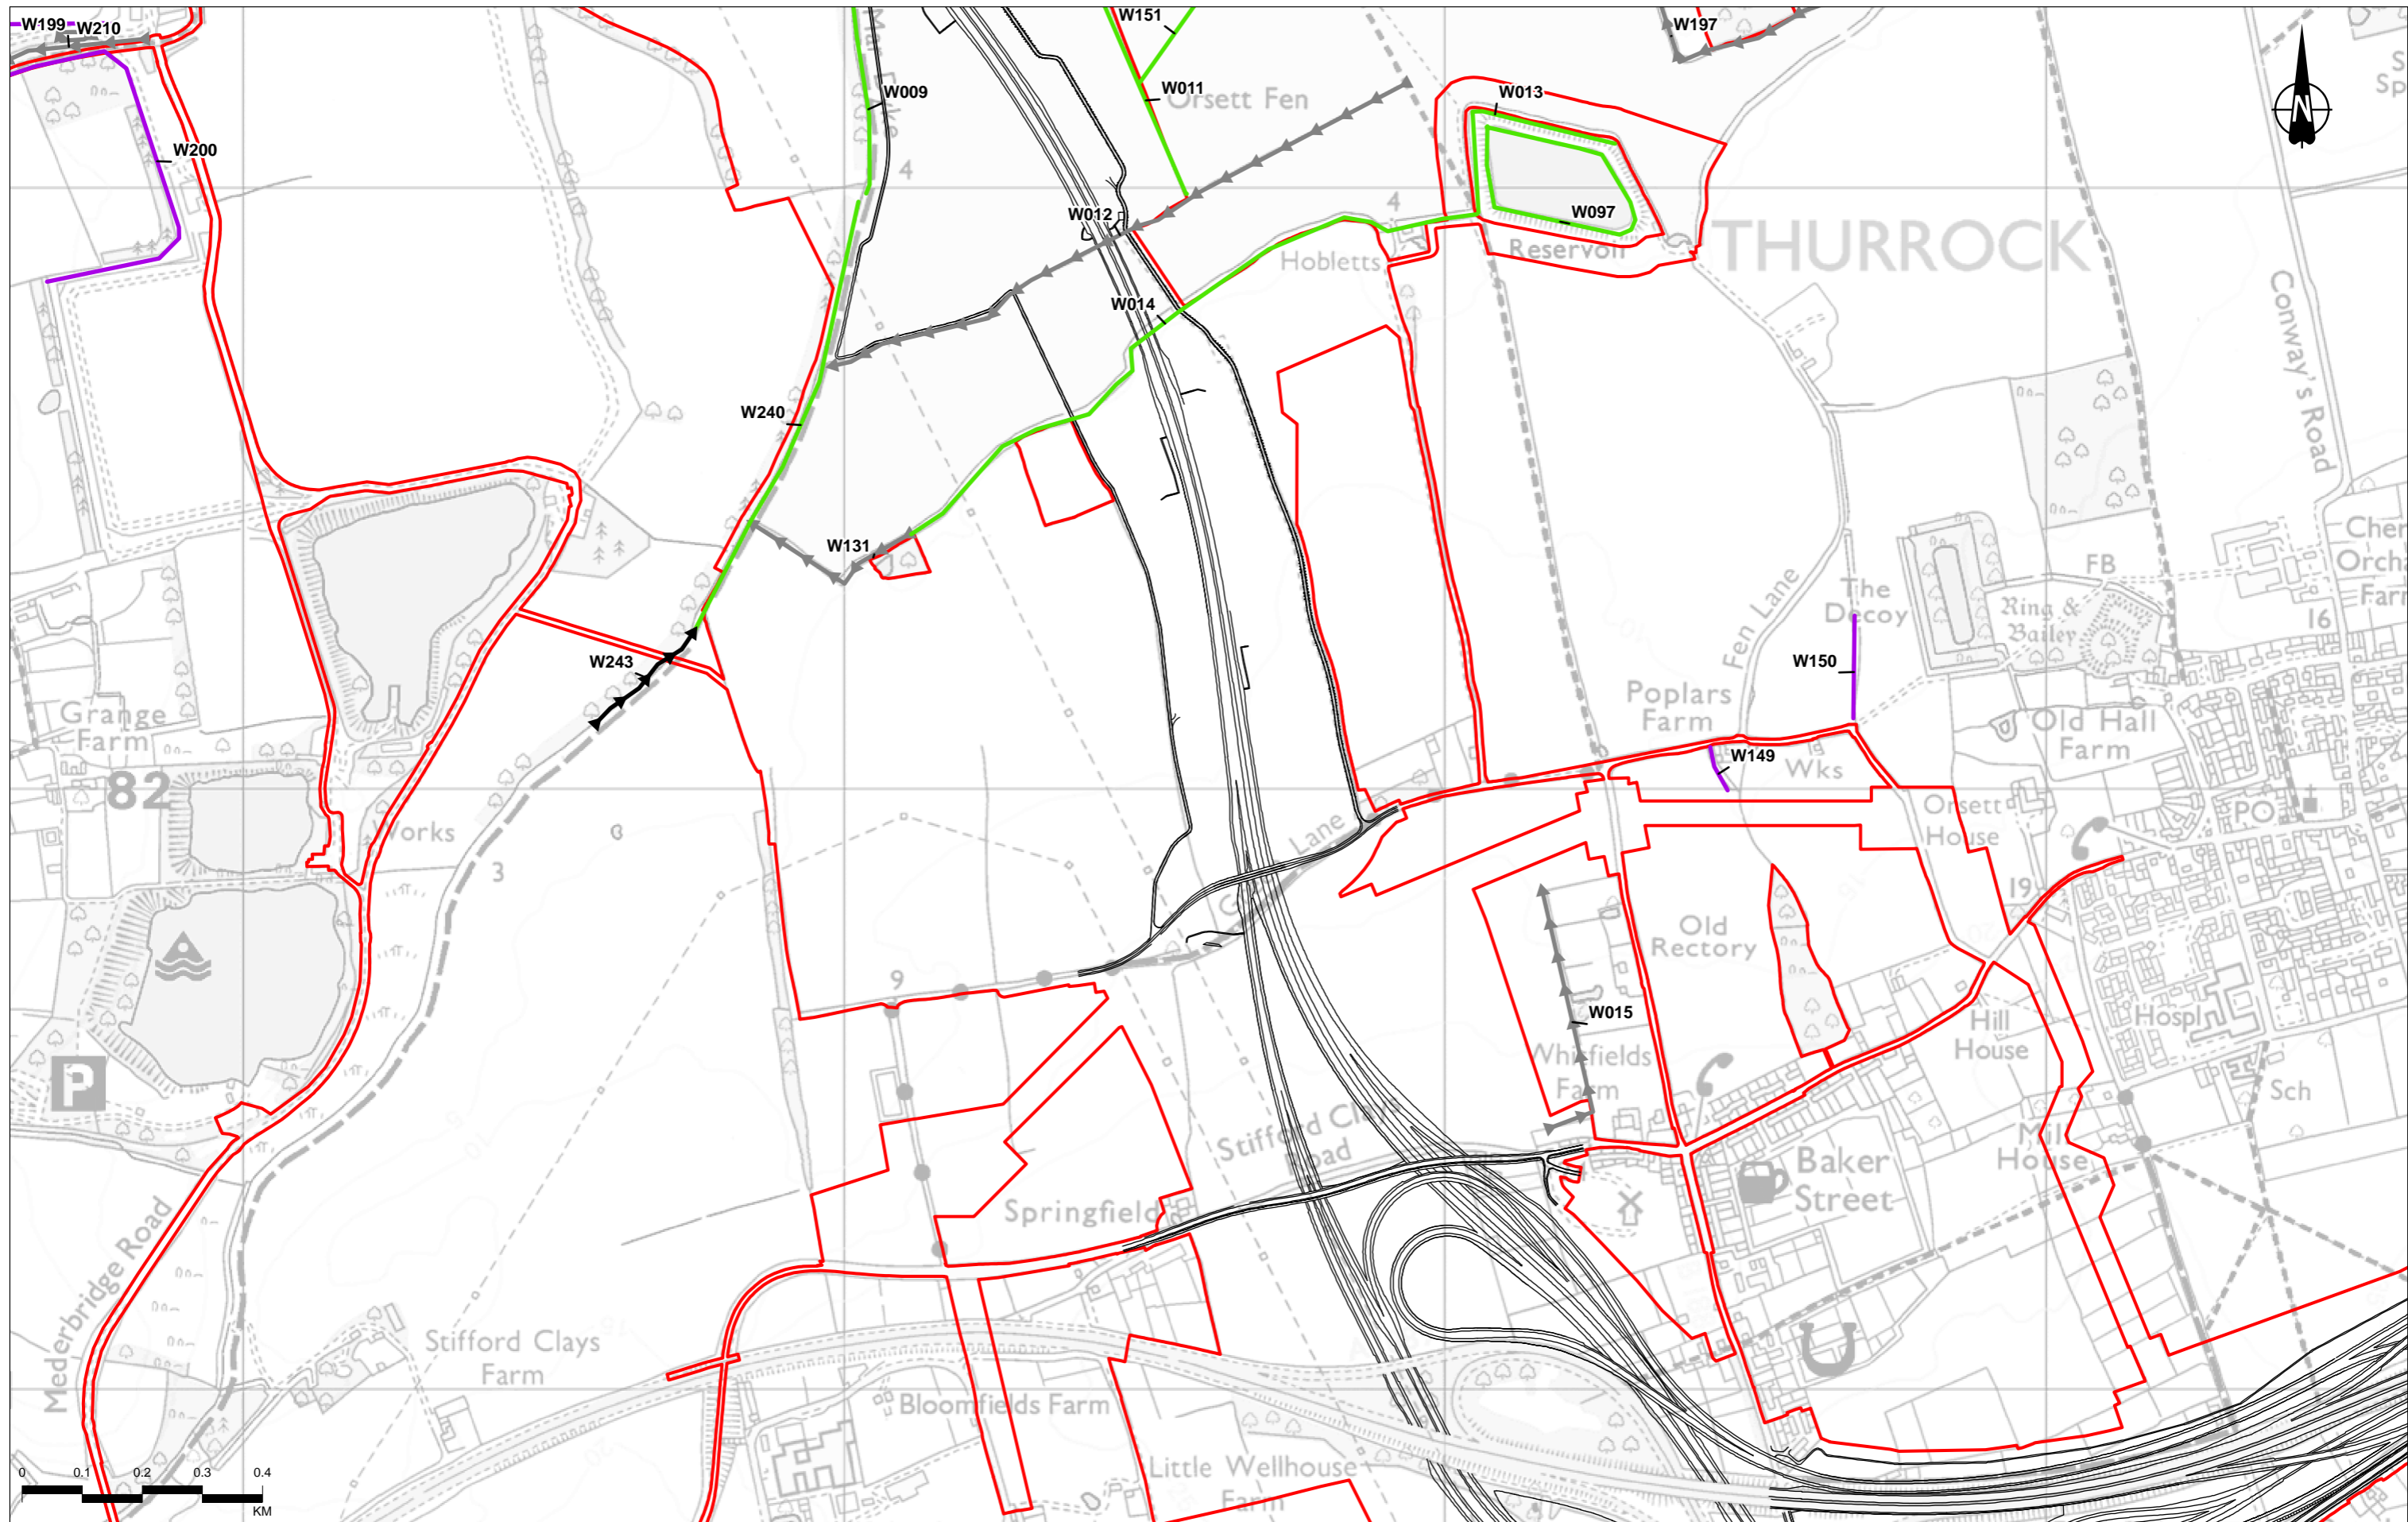 W199
W210
W200
Mar Dyke
W009
W151
W011
Orsett Fen
W197
W013
N
4
W012
4
W097
Reservoir
Hobletts
THURROCK
W014
Conway's Road
W240
W131
W243
Fen Lane
The
Decoy
FB
Ring &
Bailey
16
W150
Grange
Farm
82
Works
3
Poplars
Farm
W149
Wks
Old Hall
Farm
Orsett
House
PO
Lane
19
9
Old
Rectory
W015
Whitfields
Farm
Hill
House
Hospl
Sch
P
Stifford Clays
Road
Springfield
Baker
Street
Mill
House
Mederbridge Road
Stifford Clays
Farm
Bloomfields Farm
Little Wellhouse
Farm
0 0.1 0.2 0.3 0.4
KM